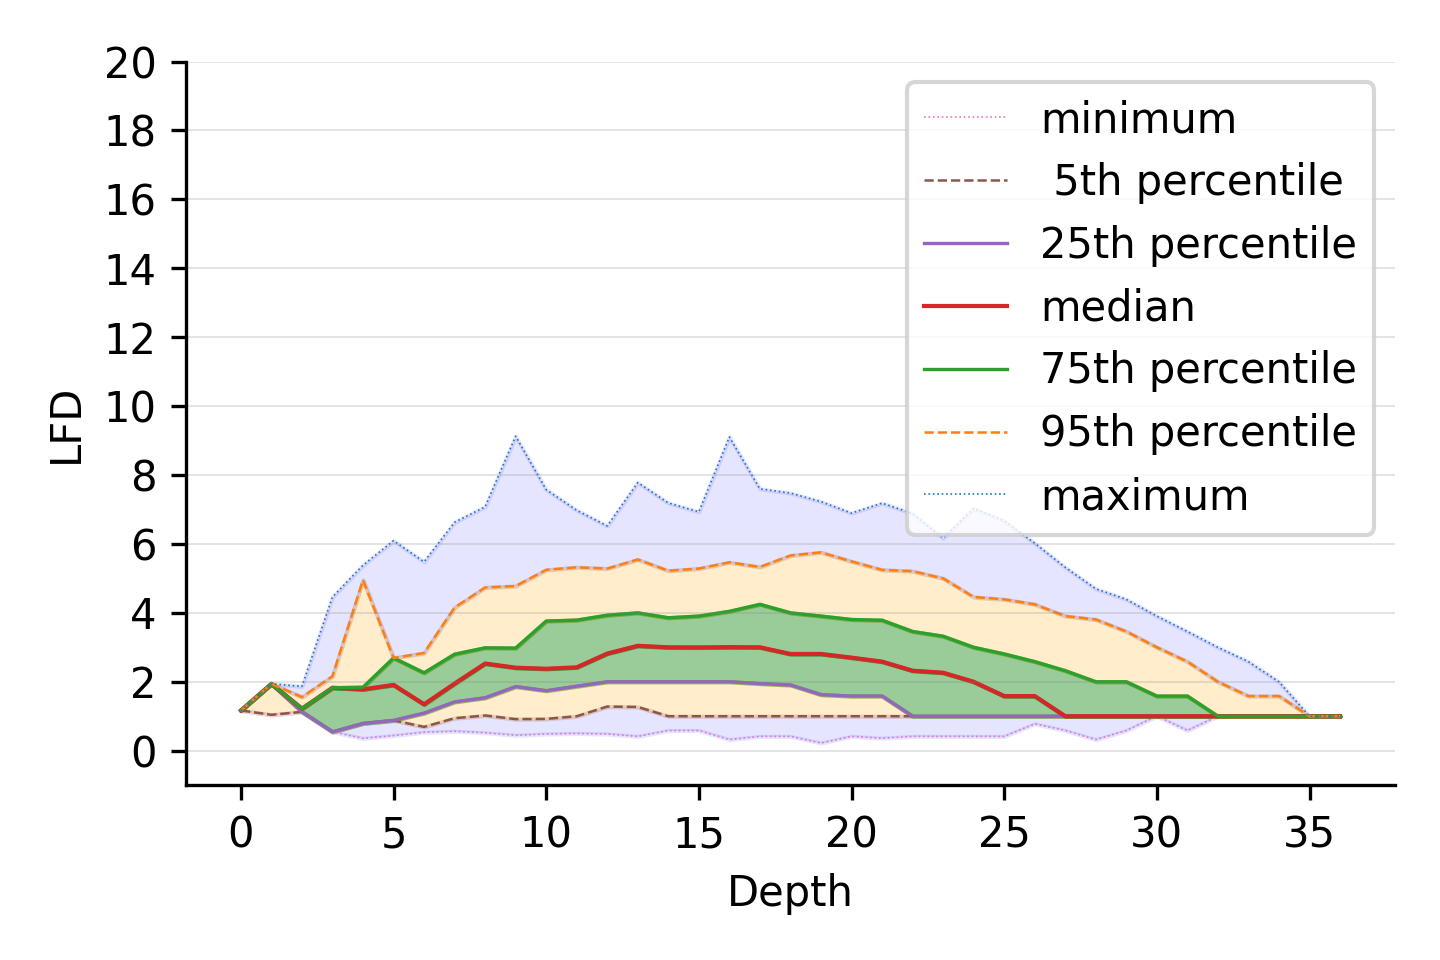 20
18
16
14
12
10
8
6
4
2
0
LFD
minimum
5th percentile
25th percentile
median
75th percentile
95th percentile
maximum
0 5 10 15 20 25 30 35
Depth